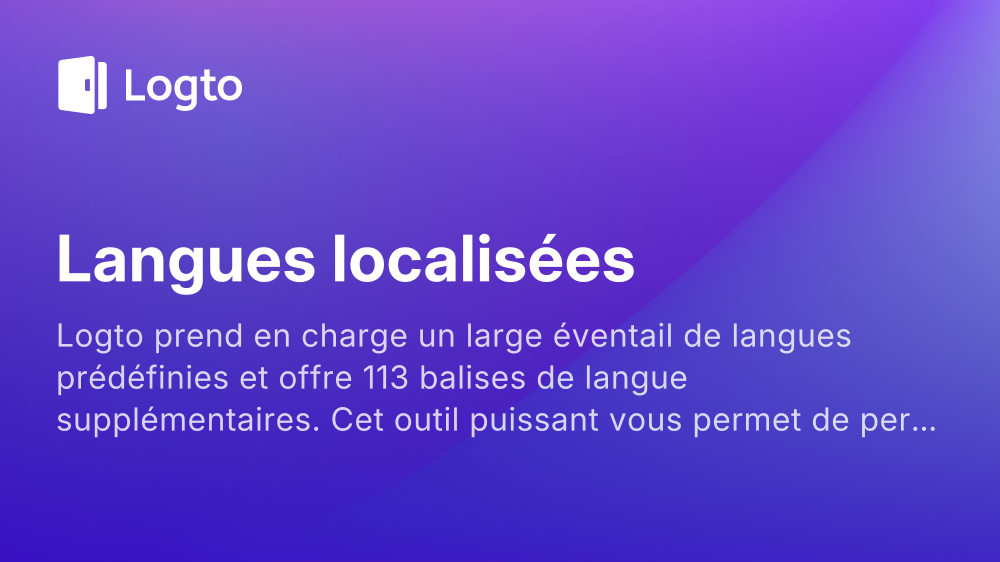 Logto
Langues localisées
Logto prend en charge un large éventail de langues
prédéfinies et offre 113 balises de langue
supplémentaires. Cet outil puissant vous permet de per...